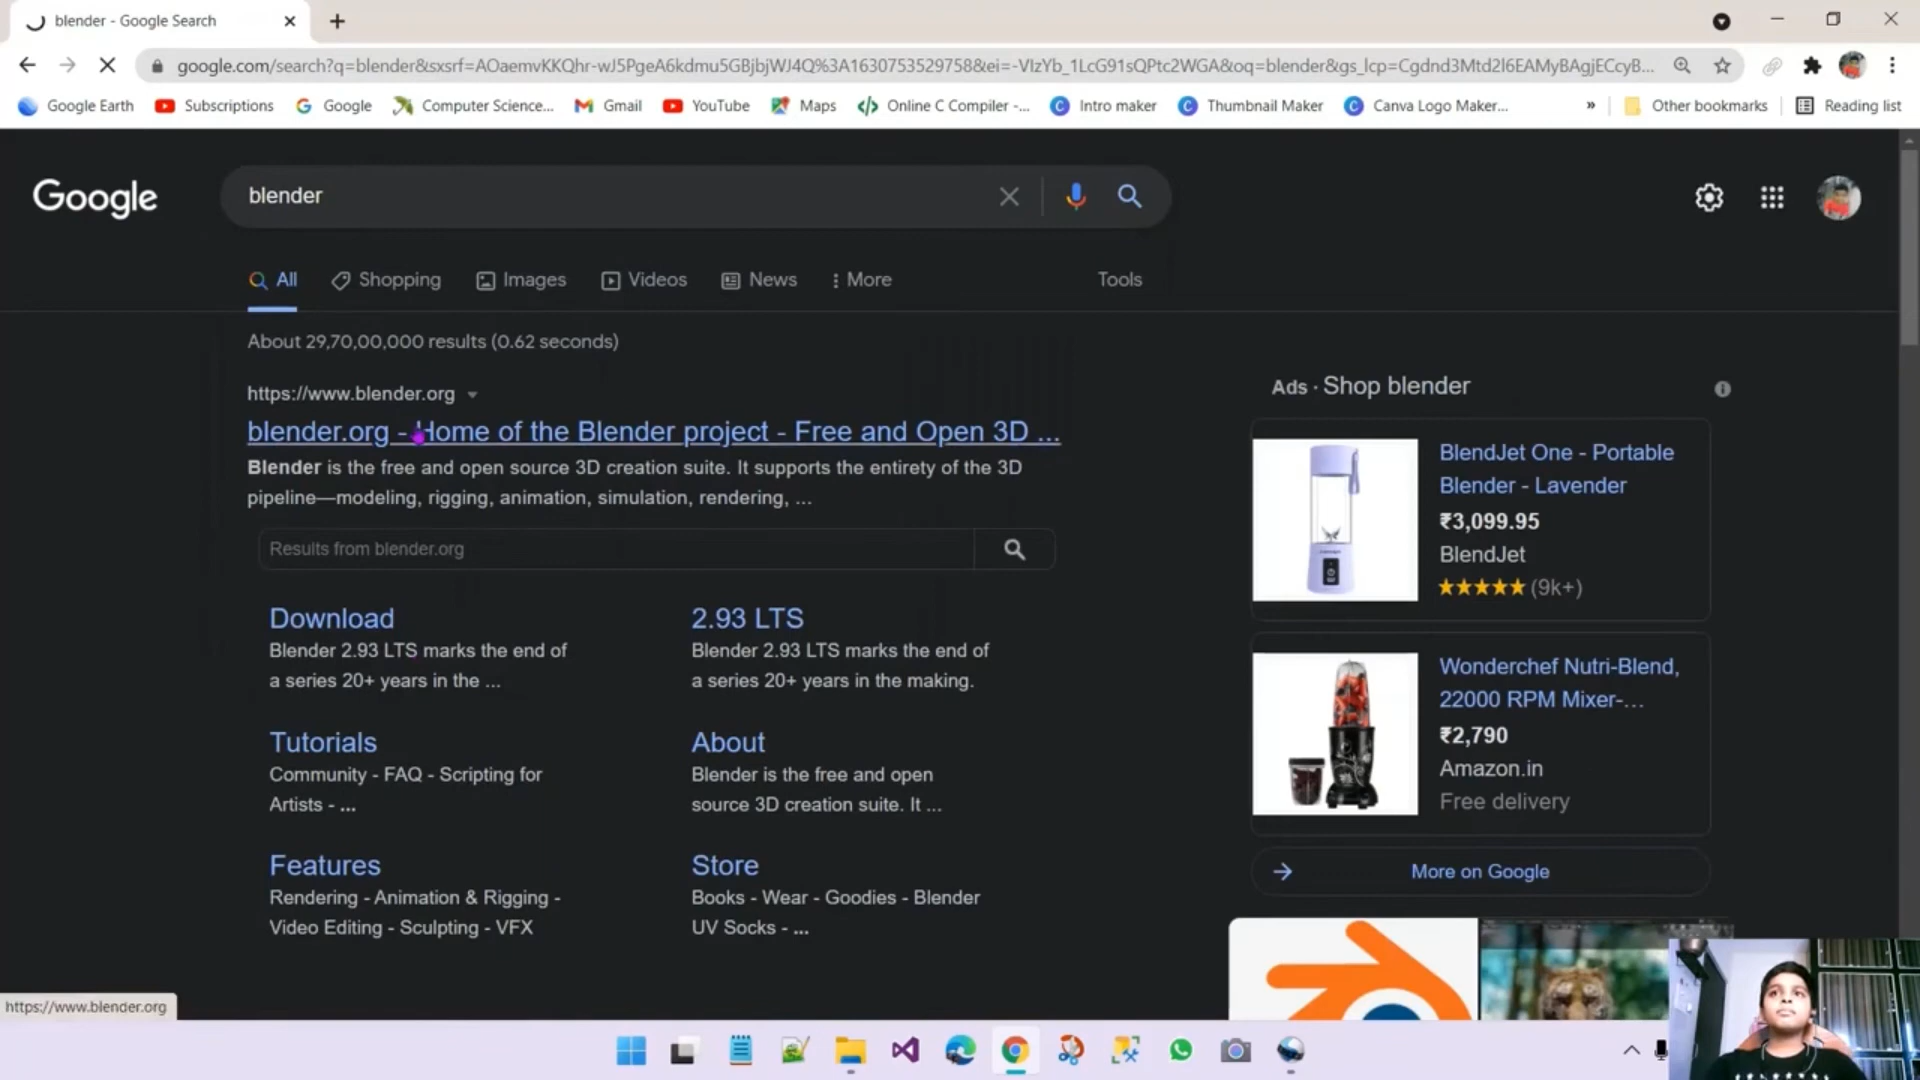 blender - Google Search
google.com/search?q=blender&sxsrf=AOaemvKKQhr-wJ5PgeA6kdmu5GBjbjWJ4Q%3A1630753529758&ei=-VIzYb_1LcG91sQPtc2WGA&oq=blender&gs_lcp=Cgdnd3Mtd2l6EAMyBAgjECcyB...
Google Earth Subscriptions Google Computer Science... Gmail YouTube Maps Online C Compiler -... Intro maker Thumbnail Maker Canva Logo Maker... » Other bookmarks Reading list
Google blender
All Shopping Images Videos News More Tools
About 29,70,00,000 results (0.62 seconds)
https://www.blender.org
blender.org - Home of the Blender project - Free and Open 3D ...
Blender is the free and open source 3D creation suite. It supports the entirety of the 3D
pipeline—modeling, rigging, animation, simulation, rendering, ...
Results from blender.org
Download
Blender 2.93 LTS marks the end of
a series 20+ years in the ...
2.93 LTS
Blender 2.93 LTS marks the end of
a series 20+ years in the making.
Tutorials
Community - FAQ - Scripting for
Artists - ...
About
Blender is the free and open
source 3D creation suite. It ...
Features
Rendering - Animation & Rigging -
Video Editing - Sculpting - VFX
Store
Books - Wear - Goodies - Blender
UV Socks - ...
Ads · Shop blender
BlendJet One - Portable
Blender - Lavender
₹3,099.95
BlendJet
(9k+)
Wonderchef Nutri-Blend,
22000 RPM Mixer-...
₹2,790
Amazon.in
Free delivery
More on Google
https://www.blender.org